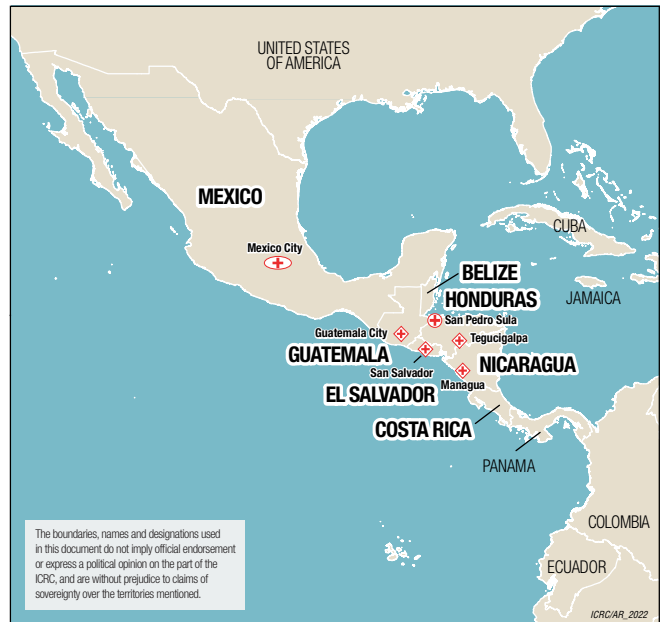 UNITED STATES
OF AMERICA
MEXICO
Mexico City
CUBA
BELIZE
HONDURAS
JAMAICA
San Pedro Sula
Guatemala City
Tegucigalpa
GUATEMALA
NICARAGUA
San Salvador
Managua
EL SALVADOR
COSTA RICA
PANAMA
COLOMBIA
ECUADOR
The boundaries, names and designations used
in this document do not imply official endorsement
or express a political opinion on the part of the
ICRC, and are without prejudice to claims of
sovereignty over the territories mentioned.
ICRC/AR_2022